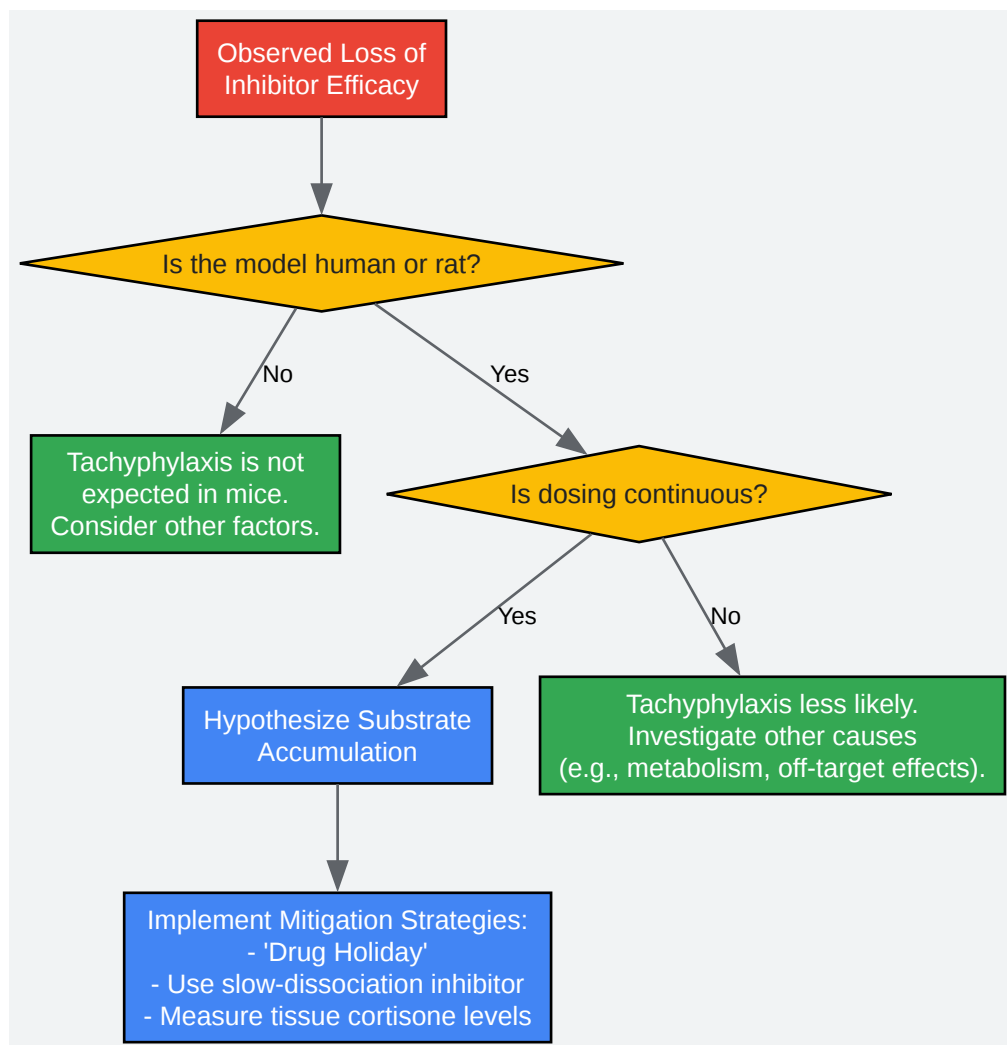 Observed Loss of
Inhibitor Efficacy
Is the model human or rat?
No
Yes
Tachyphylaxis is not
expected in mice.
Consider other factors.
Is dosing continuous?
Yes
No
Hypothesize Substrate
Accumulation
Tachyphylaxis less likely.
Investigate other causes
(e.g., metabolism, off-target effects).
Implement Mitigation Strategies:
- 'Drug Holiday'
- Use slow-dissociation inhibitor
- Measure tissue cortisone levels